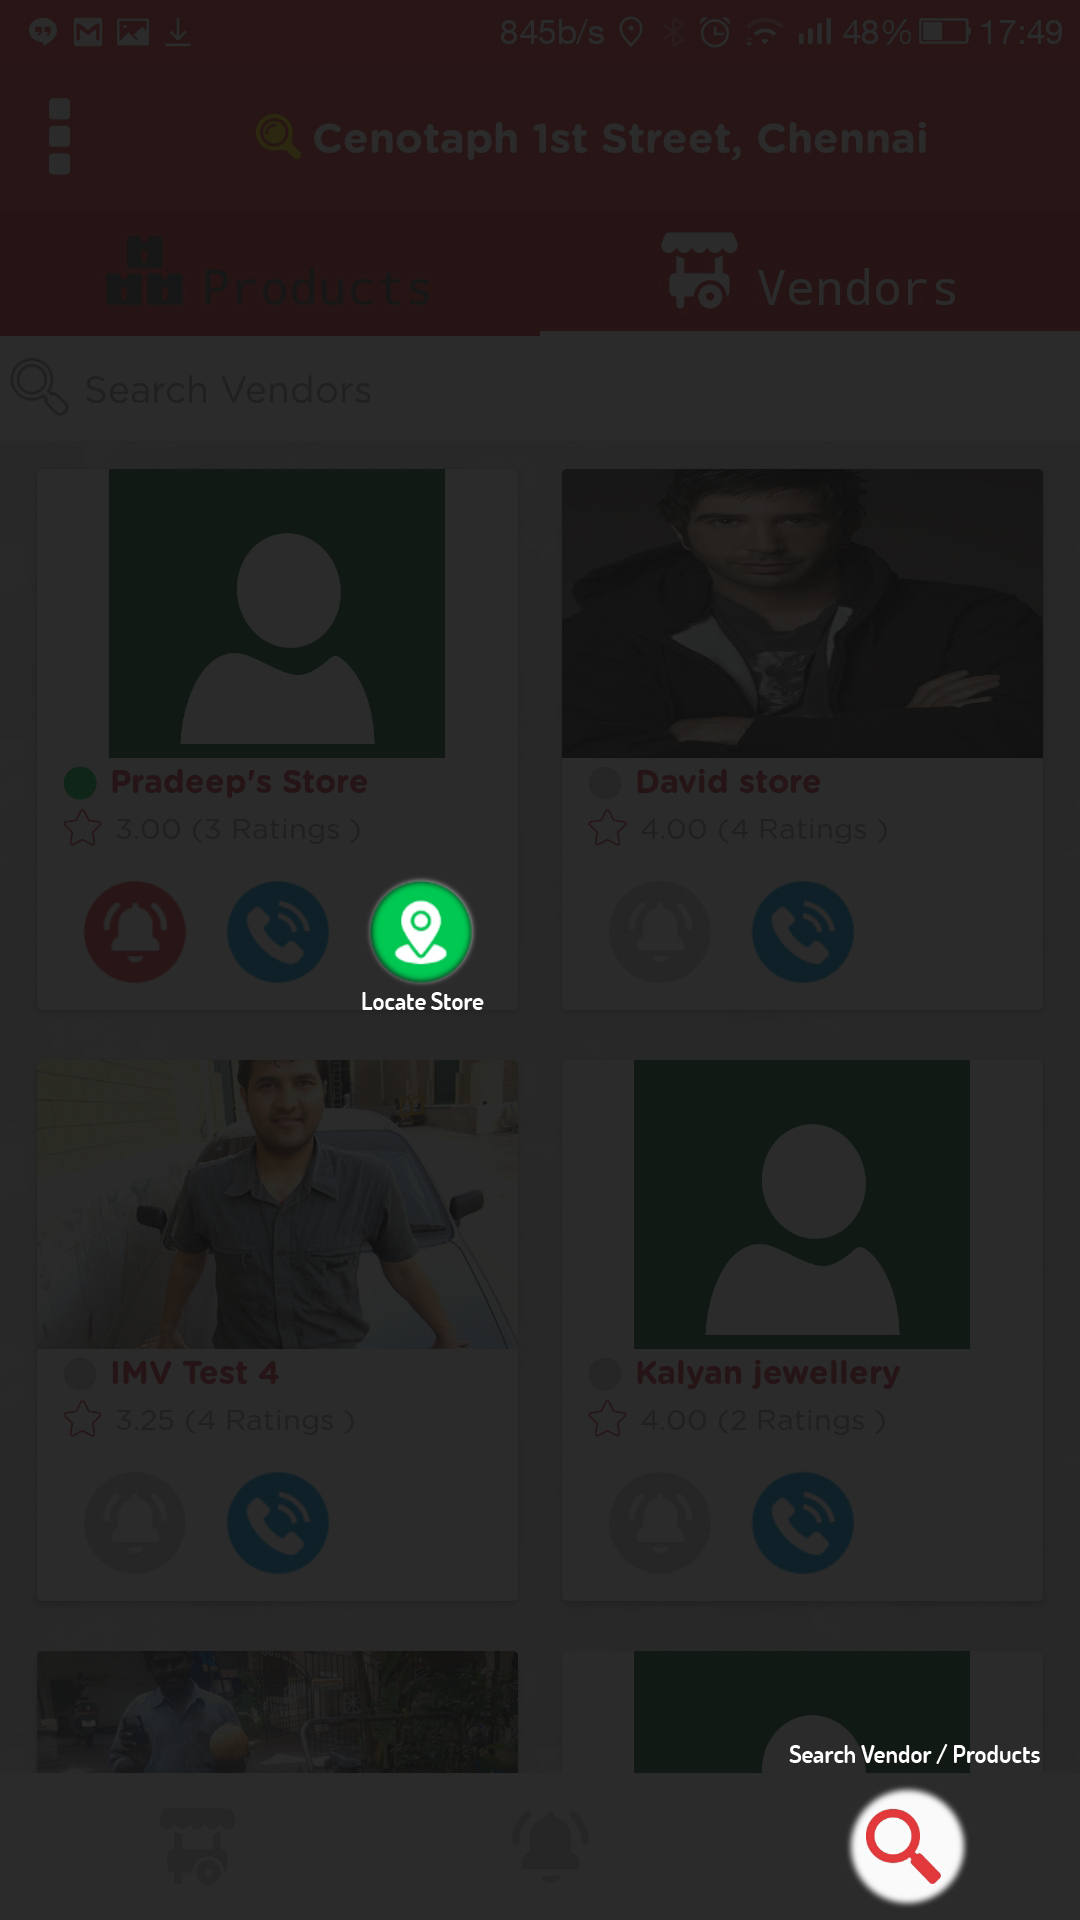 845b/s 48% 17:49
Cenotaph 1st Street, Chennai
Products Vendors
Search Vendors
Pradeep's Store
3.00 (3 Ratings )
Locate Store
David store
4.00 (4 Ratings )
IMV Test 4
3.25 (4 Ratings )
Kalyan jewellery
4.00 (2 Ratings )
Search Vendor / Products